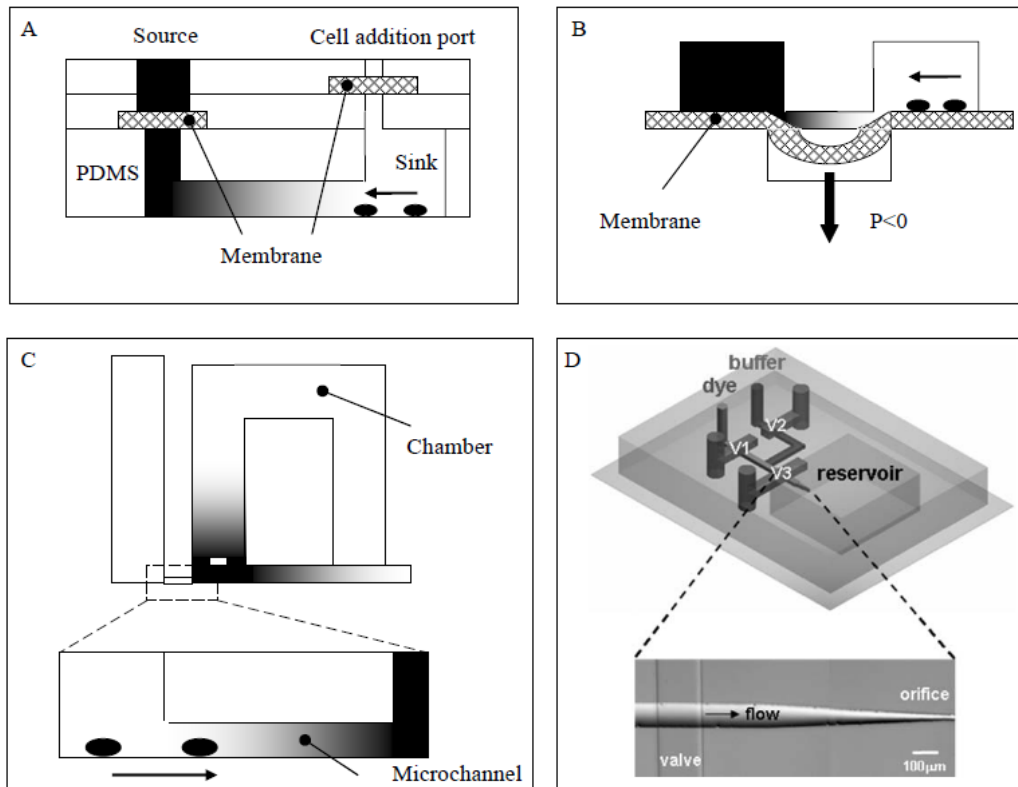 A
Source
Cell addition port
PDMS
Sink
Membrane
B
Membrane
P<0
C
Chamber
Microchannel
D
buffer
dye
V2
V1
V3
reservoir
orifice
flow
valve
100μm